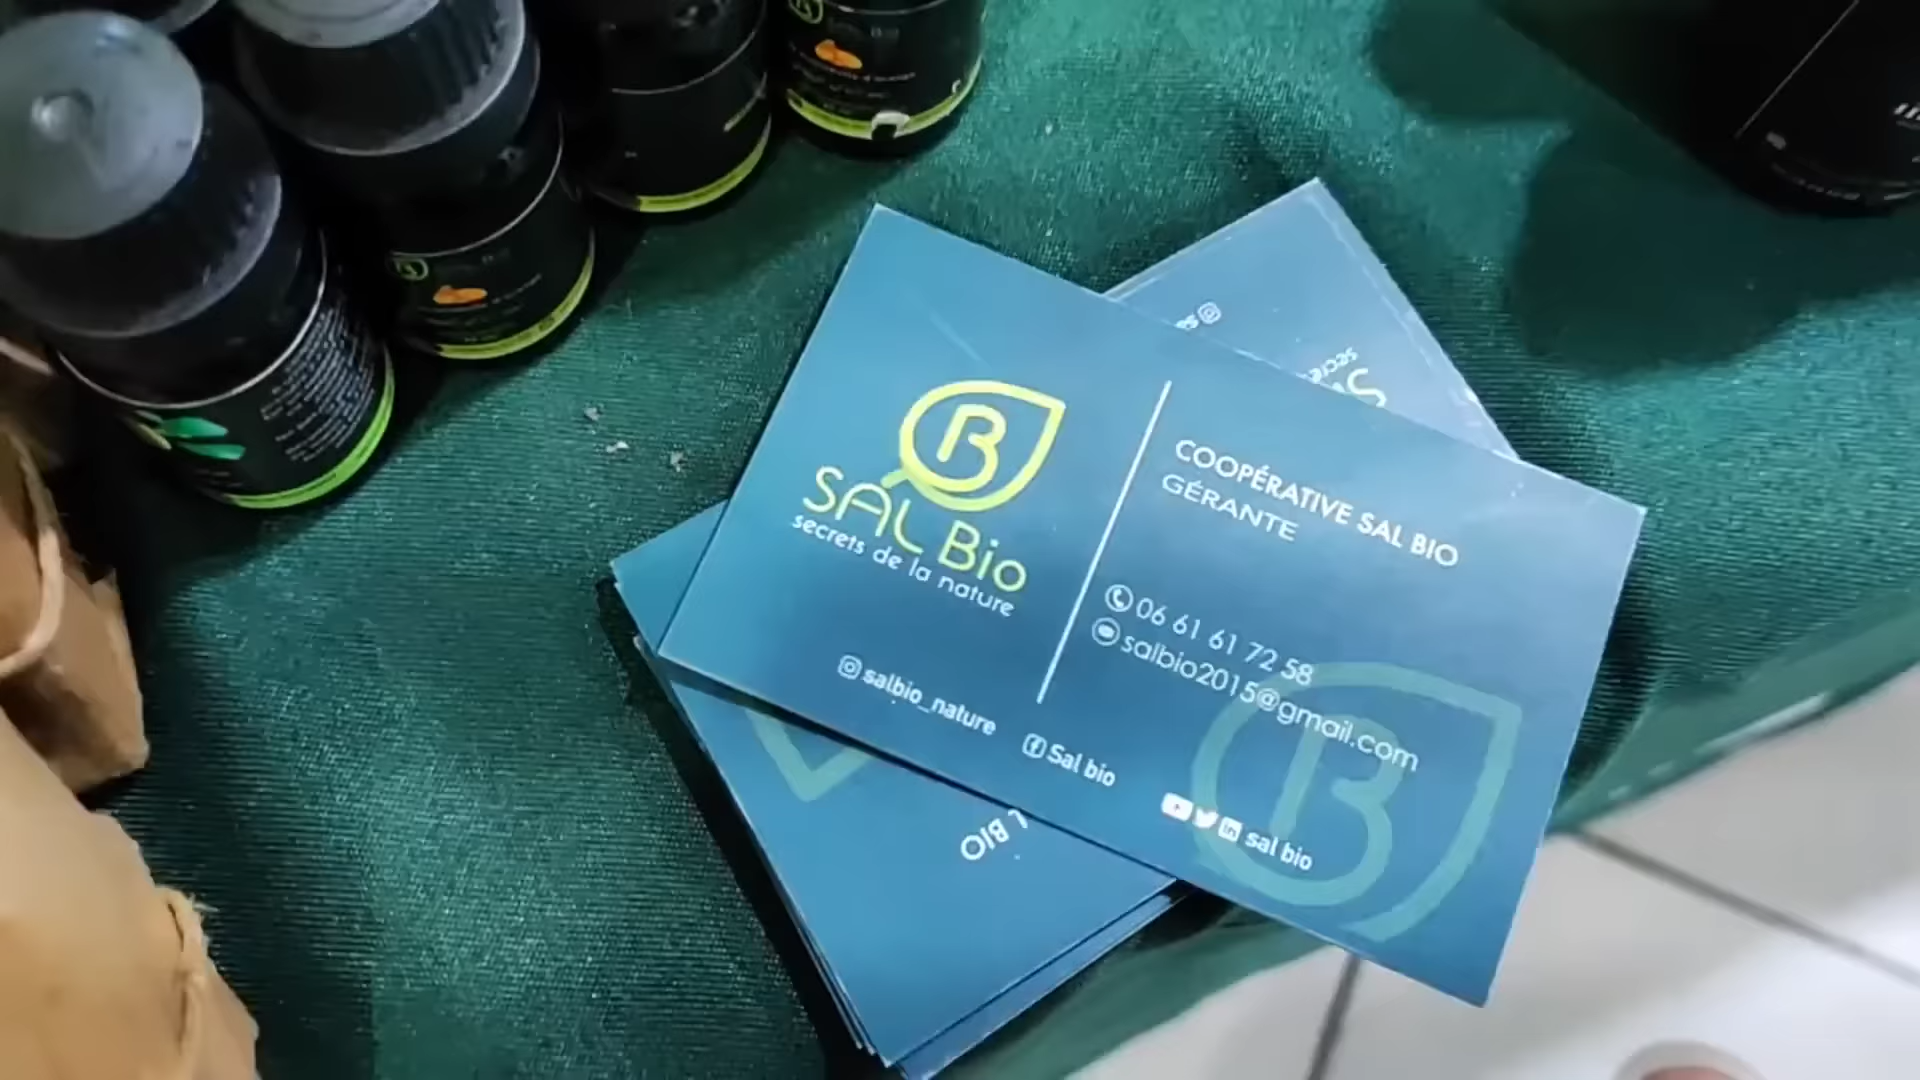 B
SAL Bio
secrets de la nature
salbio_nature
Sal bio
COOPÉRATIVE SAL BIO
GÉRANTE
06 61 61 72 58
salbio2015@gmail.com
sal bio
B
BIO